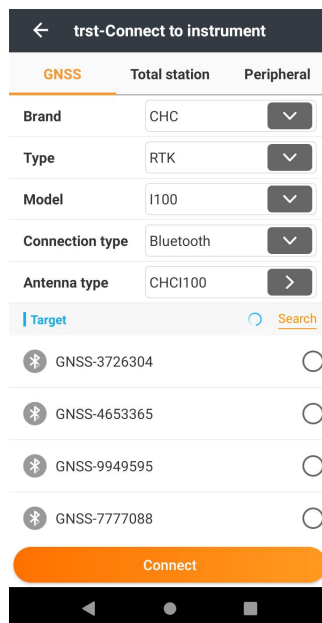 trst-Connect to instrument
GNSS Total station Peripheral
Brand CHC
Type RTK
Model I100
Connection type Bluetooth
Antenna type CHCI100
Target Search
GNSS-3726304
GNSS-4653365
GNSS-9949595
GNSS-7777088
Connect